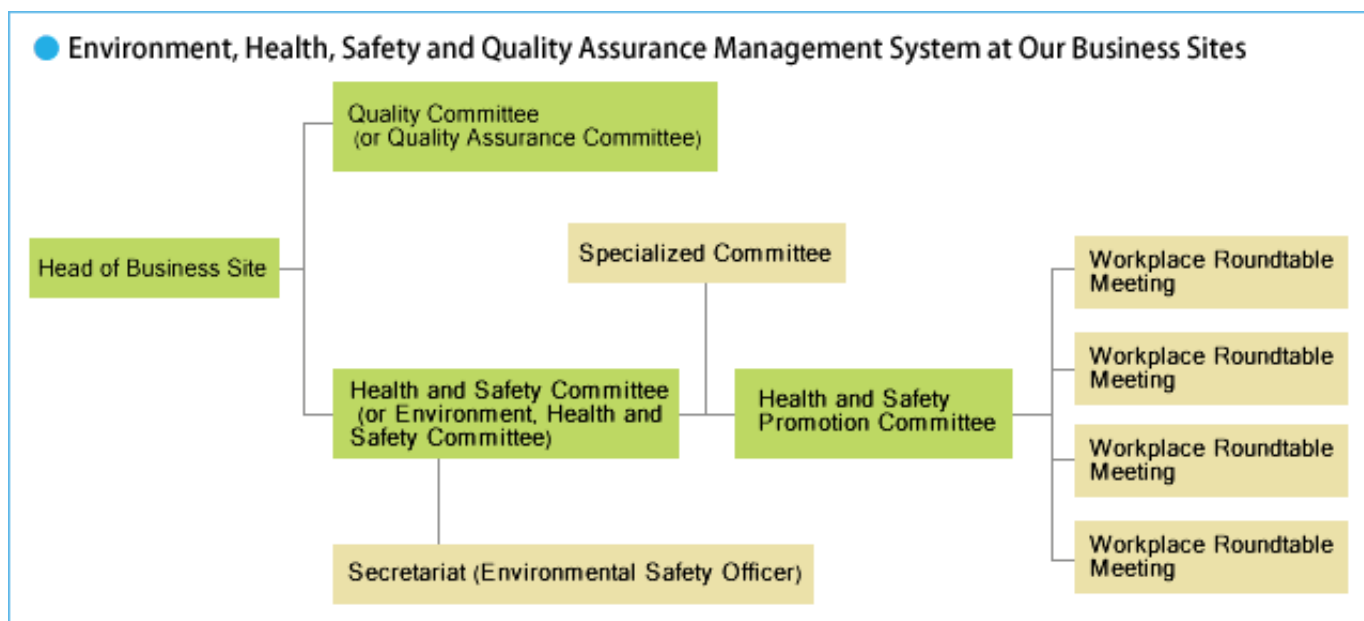 Environment, Health, Safety and Quality Assurance Management System at Our Business Sites
Quality Committee
(or Quality Assurance Committee)
Head of Business Site
Specialized Committee
Health and Safety Committee
(or Environment, Health and
Safety Committee)
Health and Safety
Promotion Committee
Secretariat (Environmental Safety Officer)
Workplace Roundtable
Meeting
Workplace Roundtable
Meeting
Workplace Roundtable
Meeting
Workplace Roundtable
Meeting